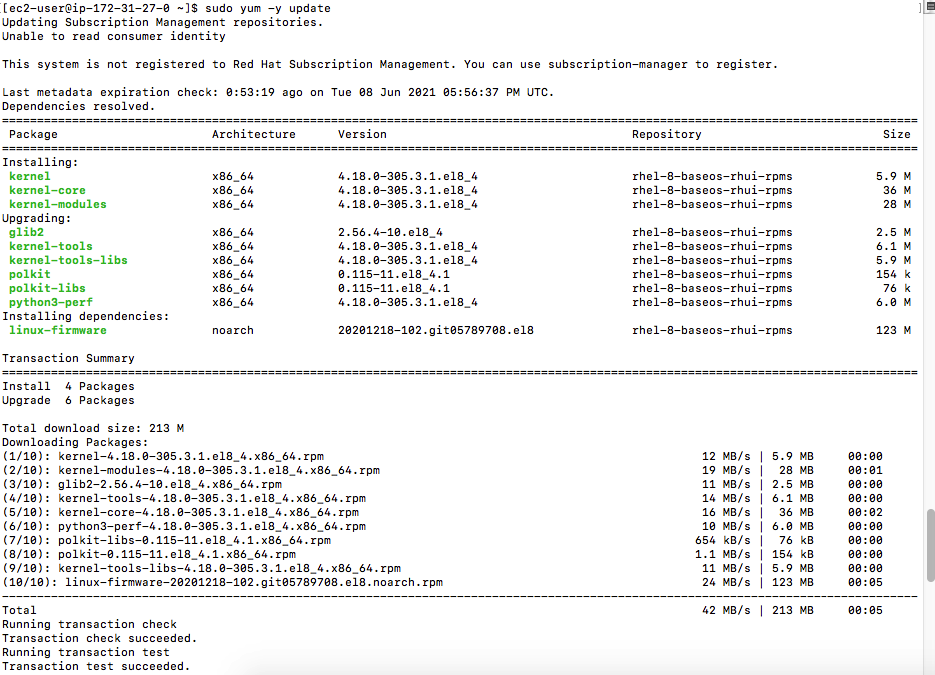 [ec2-user@ip-172-31-27-0 ~]$ sudo yum -y update
Updating Subscription Management repositories.
Unable to read consumer identity
This system is not registered to Red Hat Subscription Management. You can use subscription-manager to register.
Last metadata expiration check: 0:53:19 ago on Tue 08 Jun 2021 05:56:37 PM UTC.
Dependencies resolved.
================================================================================
Package Architecture Version Repository Size
================================================================================
Installing:
kernel x86_64 4.18.0-305.3.1.el8_4 rhel-8-baseos-rhui-rpms 5.9 M
kernel-core x86_64 4.18.0-305.3.1.el8_4 rhel-8-baseos-rhui-rpms 36 M
kernel-modules x86_64 4.18.0-305.3.1.el8_4 rhel-8-baseos-rhui-rpms 28 M
Upgrading:
glib2 x86_64 2.56.4-10.el8_4 rhel-8-baseos-rhui-rpms 2.5 M
kernel-tools x86_64 4.18.0-305.3.1.el8_4 rhel-8-baseos-rhui-rpms 6.1 M
kernel-tools-libs x86_64 4.18.0-305.3.1.el8_4 rhel-8-baseos-rhui-rpms 5.9 M
polkit x86_64 0.115-11.el8_4.1 rhel-8-baseos-rhui-rpms 154 k
polkit-libs x86_64 0.115-11.el8_4.1 rhel-8-baseos-rhui-rpms 76 k
python3-perf x86_64 4.18.0-305.3.1.el8_4 rhel-8-baseos-rhui-rpms 6.0 M
Installing dependencies:
linux-firmware noarch 20201218-102.git05789708.el8 rhel-8-baseos-rhui-rpms 123 M
Transaction Summary
================================================================================
Install 4 Packages
Upgrade 6 Packages
Total download size: 213 M
Downloading Packages:
(1/10): kernel-4.18.0-305.3.1.el8_4.x86_64.rpm 12 MB/s | 5.9 MB 00:00
(2/10): kernel-modules-4.18.0-305.3.1.el8_4.x86_64.rpm 19 MB/s | 28 MB 00:01
(3/10): glib2-2.56.4-10.el8_4.x86_64.rpm 11 MB/s | 2.5 MB 00:00
(4/10): kernel-tools-4.18.0-305.3.1.el8_4.x86_64.rpm 14 MB/s | 6.1 MB 00:00
(5/10): kernel-core-4.18.0-305.3.1.el8_4.x86_64.rpm 16 MB/s | 36 MB 00:02
(6/10): python3-perf-4.18.0-305.3.1.el8_4.x86_64.rpm 10 MB/s | 6.0 MB 00:00
(7/10): polkit-libs-0.115-11.el8_4.1.x86_64.rpm 654 kB/s | 76 kB 00:00
(8/10): polkit-0.115-11.el8_4.1.x86_64.rpm 1.1 MB/s | 154 kB 00:00
(9/10): kernel-tools-libs-4.18.0-305.3.1.el8_4.x86_64.rpm 11 MB/s | 5.9 MB 00:00
(10/10): linux-firmware-20201218-102.git05789708.el8.noarch.rpm 24 MB/s | 123 MB 00:05
--------------------------------------------------------------------------------
Total 42 MB/s | 213 MB 00:05
Running transaction check
Transaction check succeeded.
Running transaction test
Transaction test succeeded.